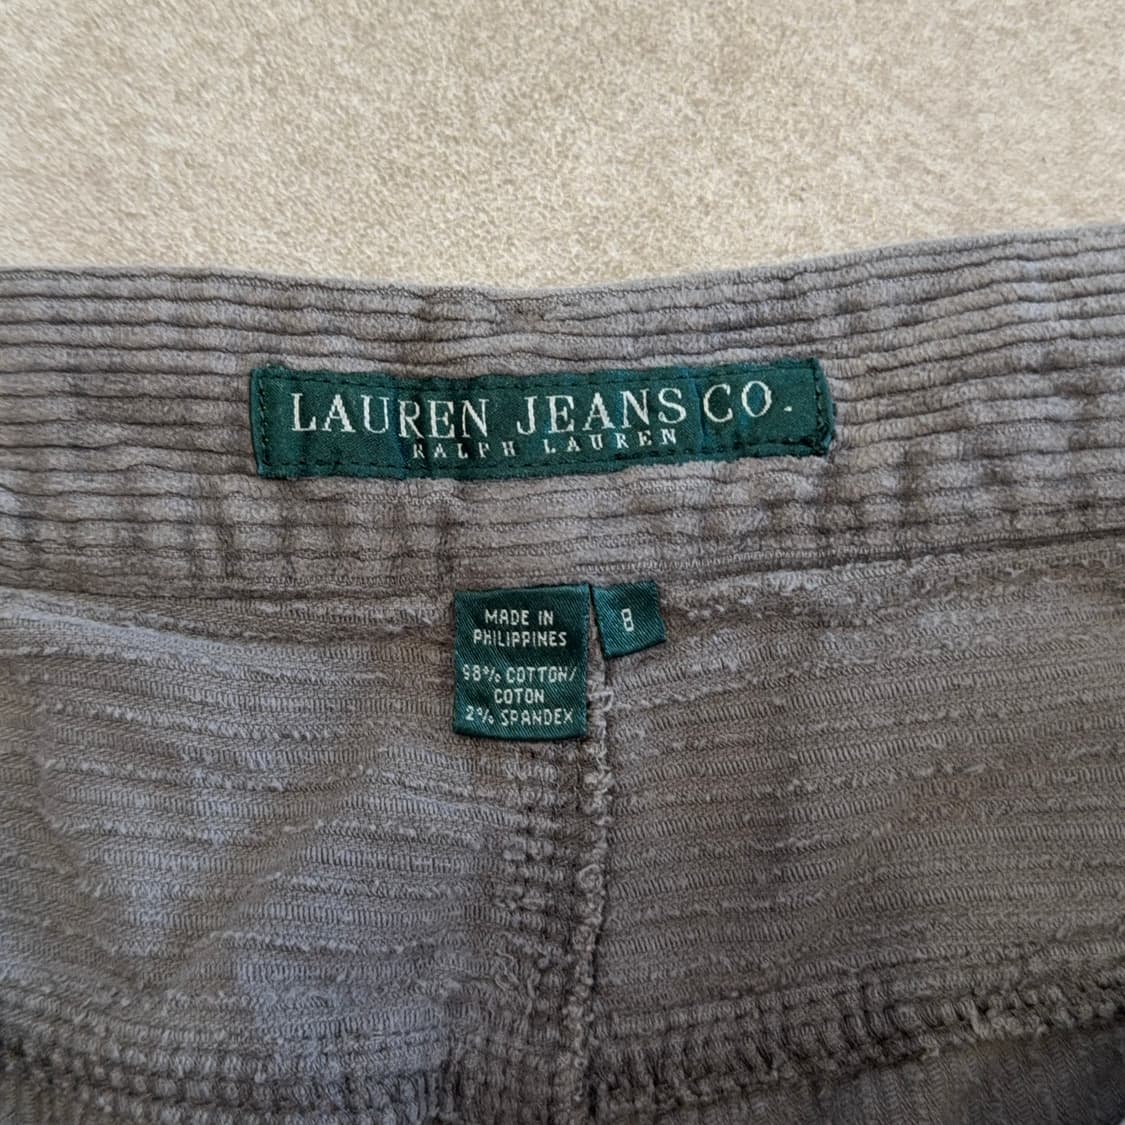 LAUREN JEANS CO.
RALPH LAUREN
MADE IN
PHILIPPINES
98% COTTON/
COTON
2% SPANDEX
8